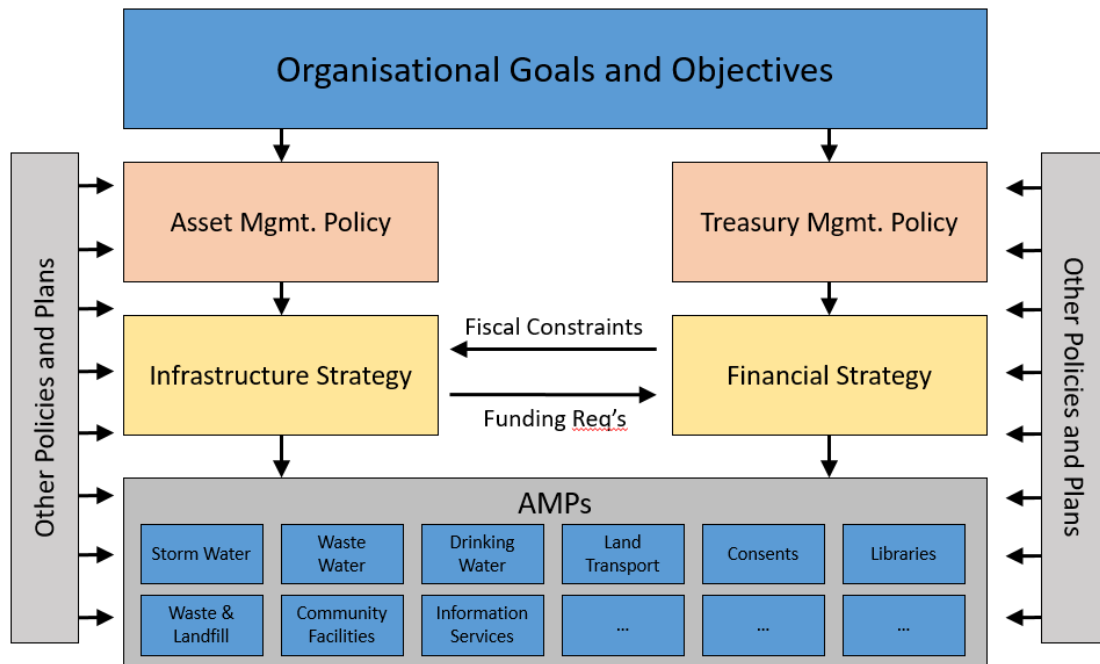 Organisational Goals and Objectives
Other Policies and Plans
Asset Mgmt. Policy
Treasury Mgmt. Policy
Other Policies and Plans
Infrastructure Strategy
Fiscal Constraints
Funding Req's
Financial Strategy
AMPs
Storm Water
Waste
Water
Drinking
Water
Land
Transport
Consents
Libraries
Waste &
Landfill
Community
Facilities
Information
Services
...
...
...